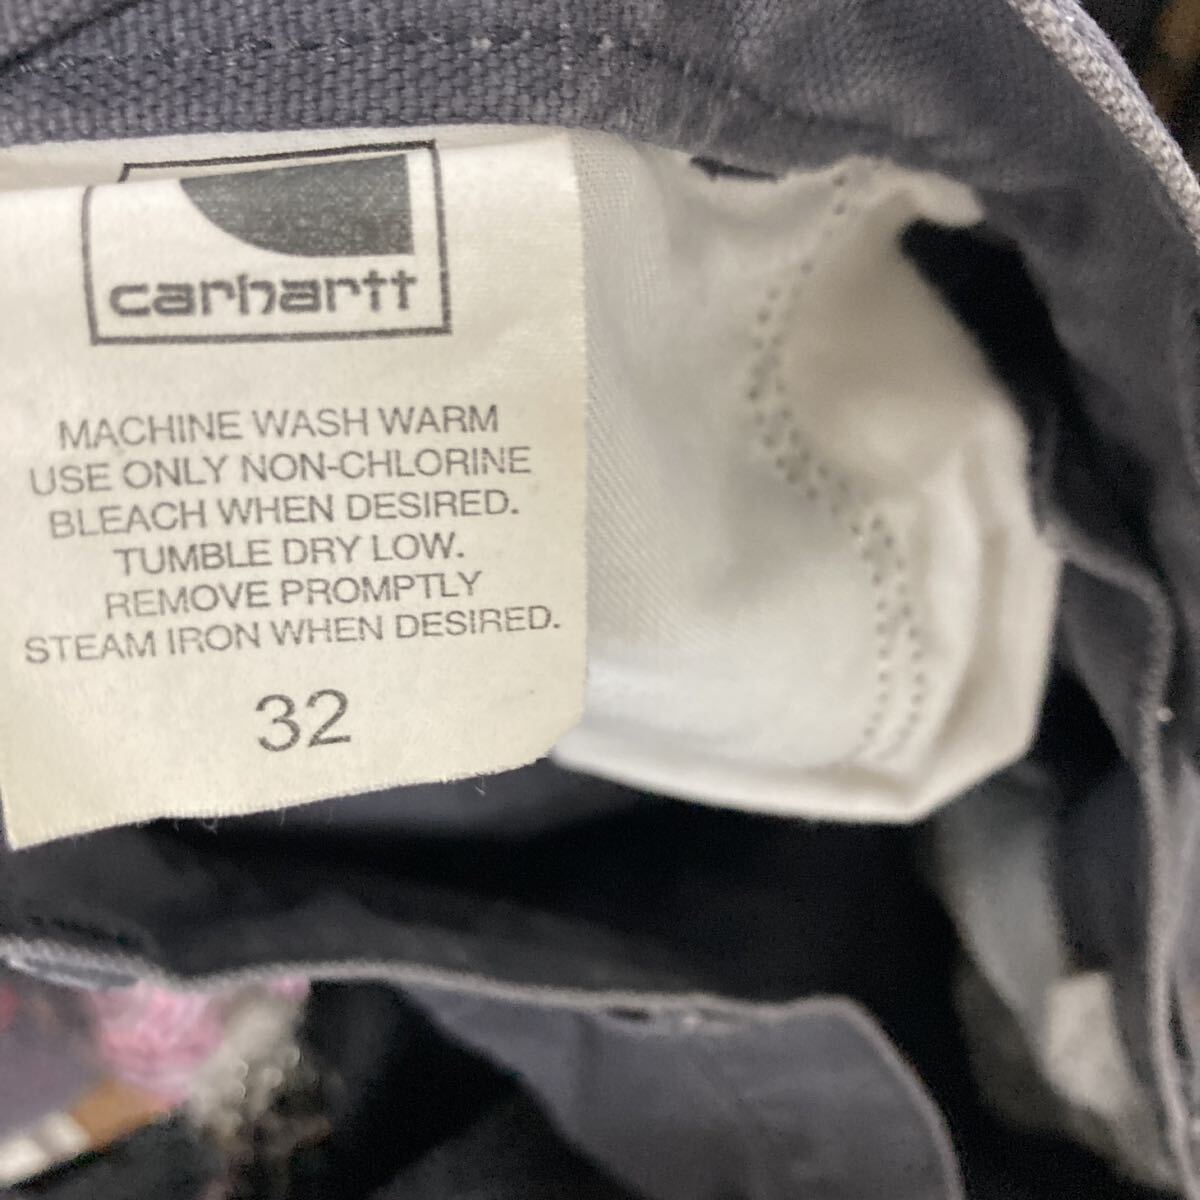 carhartt
MACHINE WASH WARM
USE ONLY NON-CHLORINE
BLEACH WHEN DESIRED.
TUMBLE DRY LOW.
REMOVE PROMPTLY
STEAM IRON WHEN DESIRED.
32